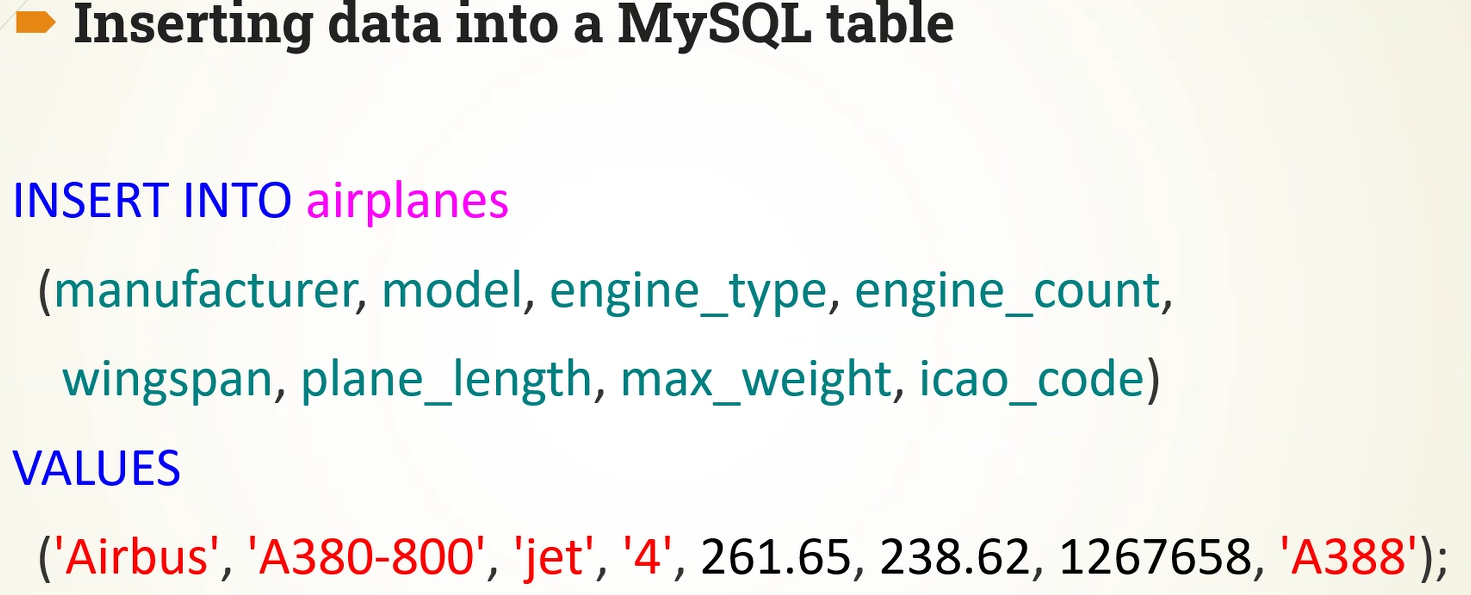 Inserting data into a MySQL table
INSERT INTO airplanes
(manufacturer, model, engine_type, engine_count,
wingspan, plane_length, max_weight, icao_code)
VALUES
('Airbus', 'A380-800', 'jet', '4', 261.65, 238.62, 1267658, 'A388');